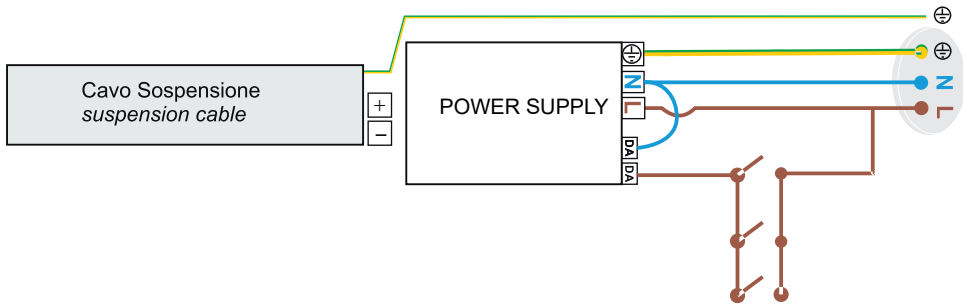 Cavo Sospensione
suspension cable
+
−
POWER SUPPLY
N
L
DA
DA
N
L